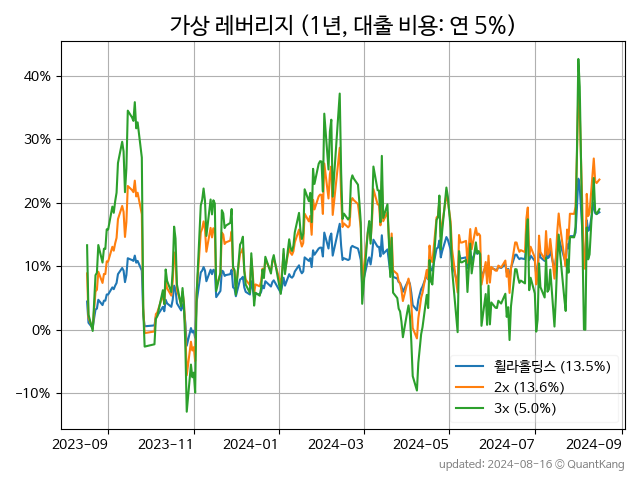 가상 레버리지 (1년, 대출 비용: 연 5%)
40%
30%
20%
10%
0%
−10%
휠라홀딩스 (13.5%)
2x (13.6%)
3x (5.0%)
2023-09 2023-11 2024-01 2024-03 2024-05 2024-07 2024-09
updated: 2024-08-16 © QuantKang